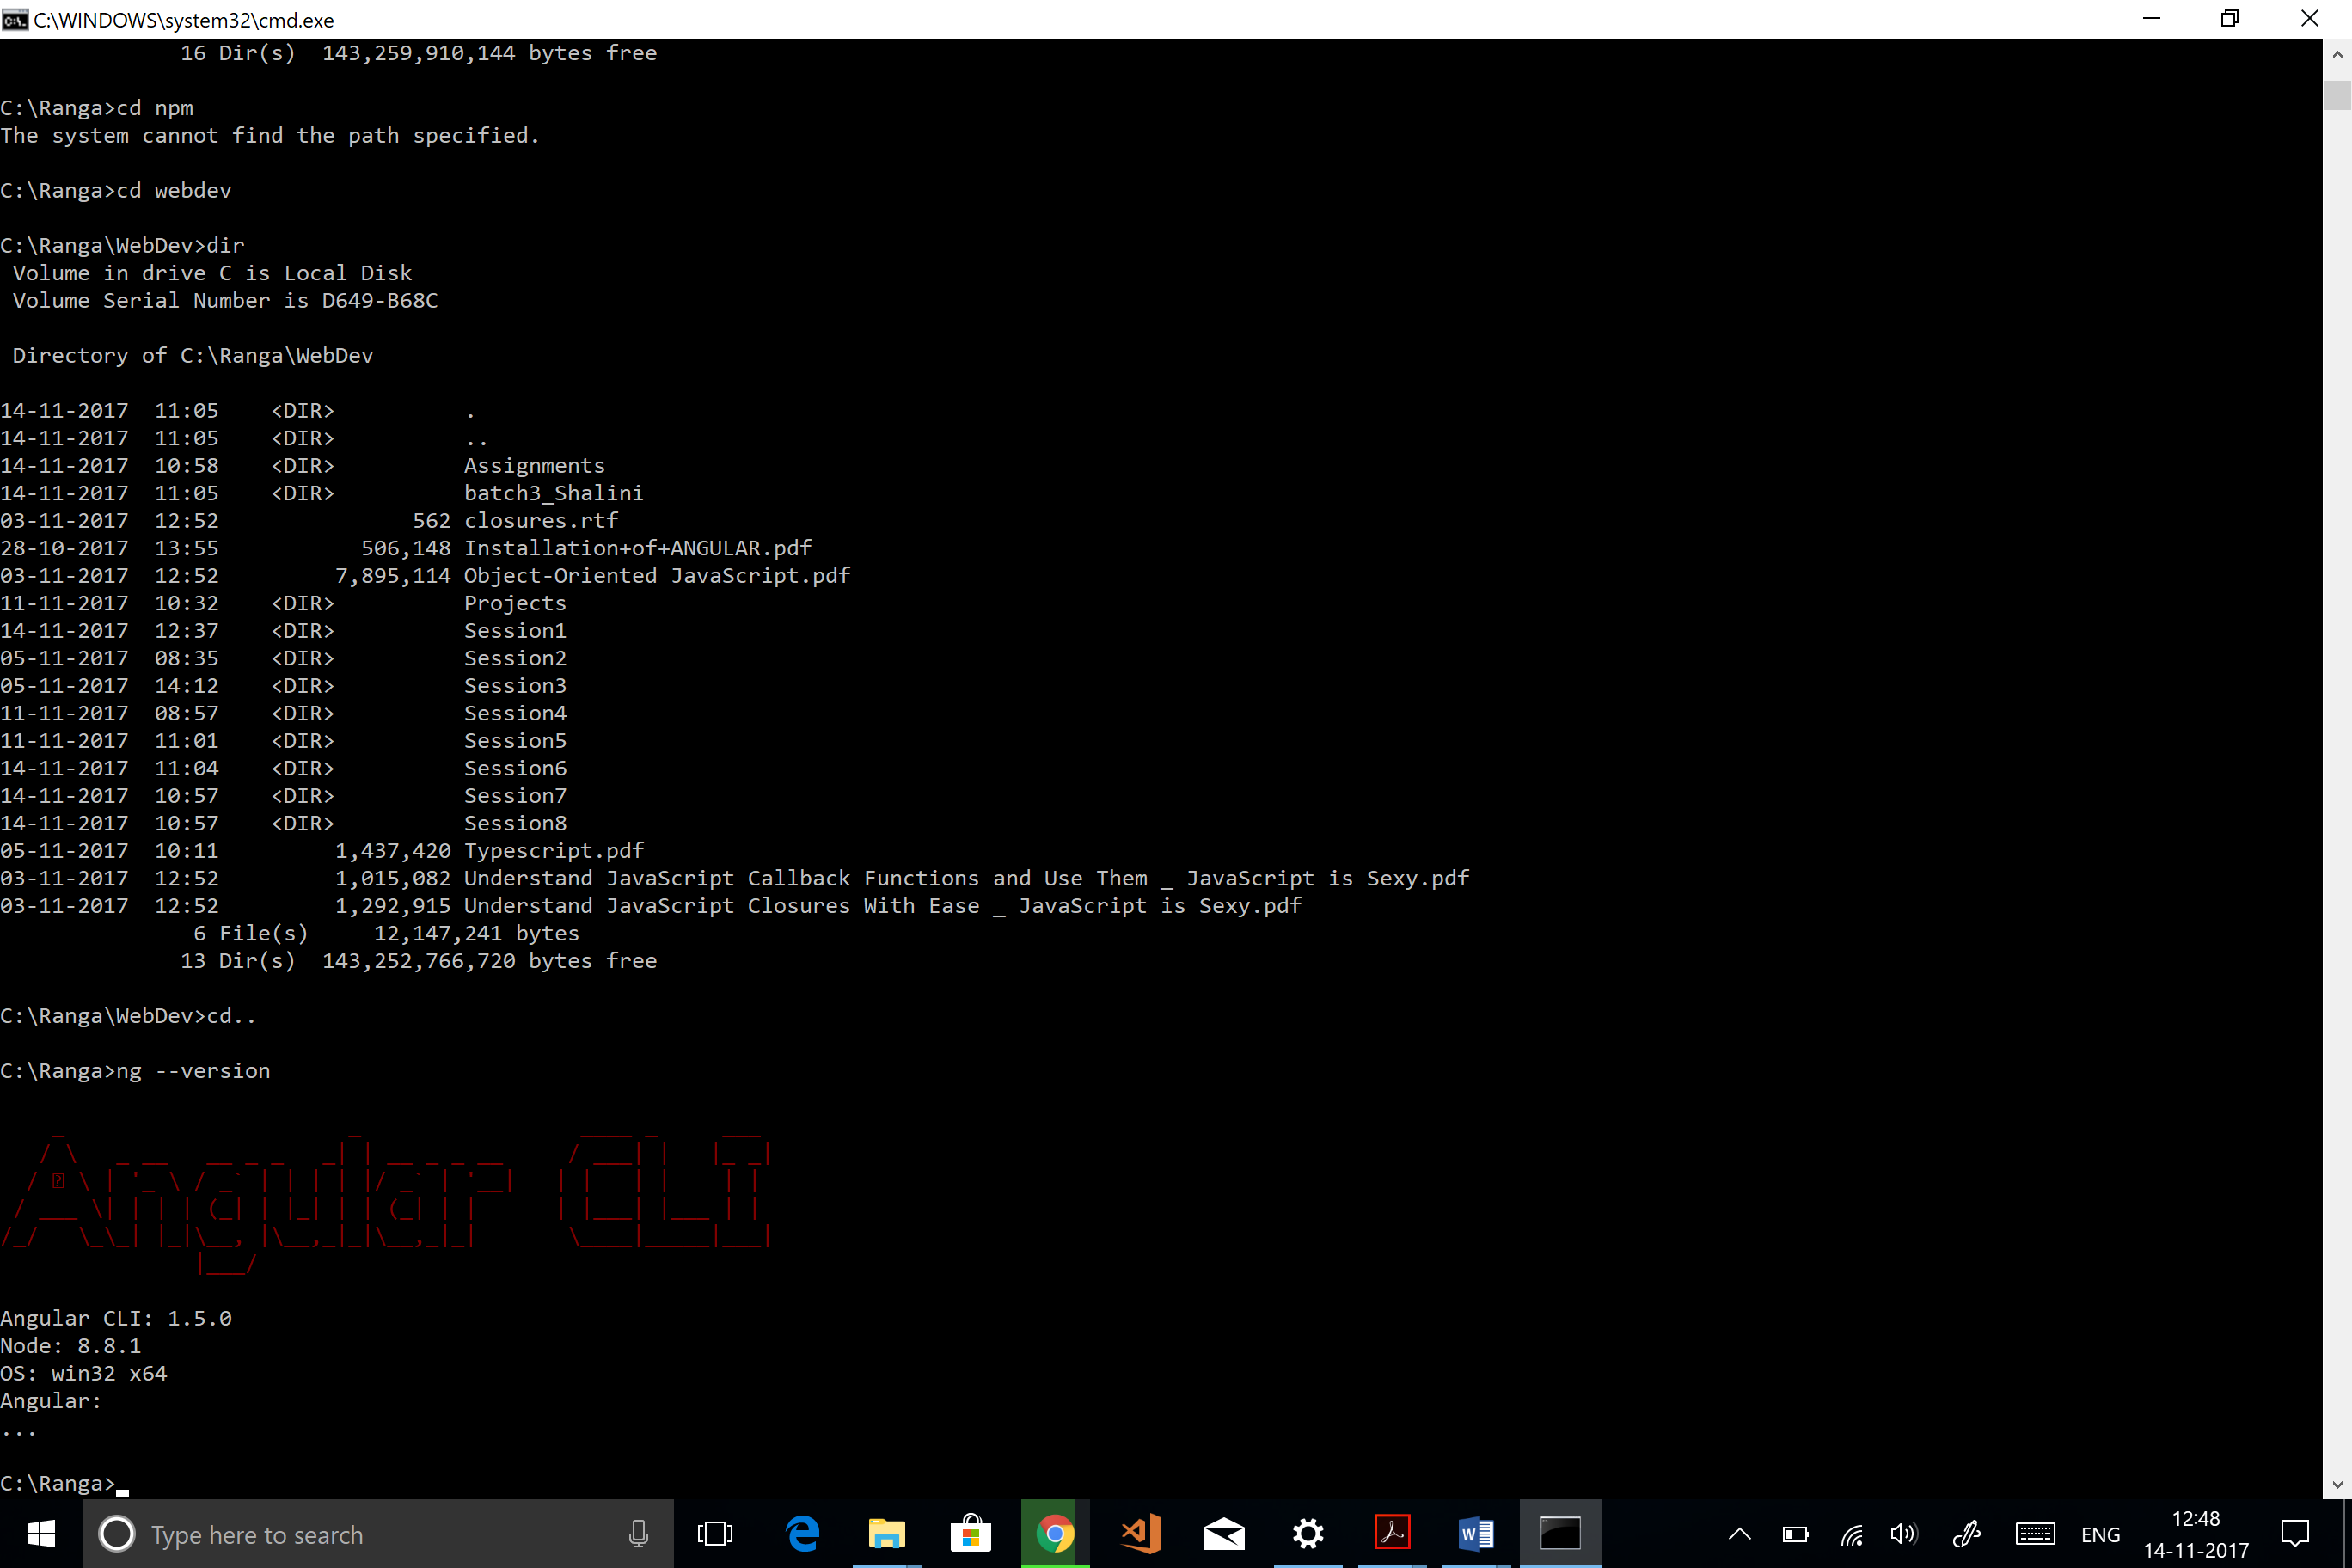 C:\WINDOWS\system32\cmd.exe
              16 Dir(s)  143,259,910,144 bytes free

C:\Ranga>cd npm
The system cannot find the path specified.

C:\Ranga>cd webdev

C:\Ranga\WebDev>dir
 Volume in drive C is Local Disk
 Volume Serial Number is D649-B68C

 Directory of C:\Ranga\WebDev

14-11-2017  11:05    <DIR>          .
14-11-2017  11:05    <DIR>          ..
14-11-2017  10:58    <DIR>          Assignments
14-11-2017  11:05    <DIR>          batch3_Shalini
03-11-2017  12:52               562 closures.rtf
28-10-2017  13:55           506,148 Installation+of+ANGULAR.pdf
03-11-2017  12:52         7,895,114 Object-Oriented JavaScript.pdf
11-11-2017  10:32    <DIR>          Projects
14-11-2017  12:37    <DIR>          Session1
05-11-2017  08:35    <DIR>          Session2
05-11-2017  14:12    <DIR>          Session3
11-11-2017  08:57    <DIR>          Session4
11-11-2017  11:01    <DIR>          Session5
14-11-2017  11:04    <DIR>          Session6
14-11-2017  10:57    <DIR>          Session7
14-11-2017  10:57    <DIR>          Session8
05-11-2017  10:11         1,437,420 Typescript.pdf
03-11-2017  12:52         1,015,082 Understand JavaScript Callback Functions and Use Them _ JavaScript is Sexy.pdf
03-11-2017  12:52         1,292,915 Understand JavaScript Closures With Ease _ JavaScript is Sexy.pdf
               6 File(s)     12,147,241 bytes
              13 Dir(s)  143,252,766,720 bytes free

C:\Ranga\WebDev>cd..

C:\Ranga>ng --version

Angular CLI

Angular CLI: 1.5.0
Node: 8.8.1
OS: win32 x64
Angular:
...

C:\Ranga>
Type here to search
ENG
12:48
14-11-2017